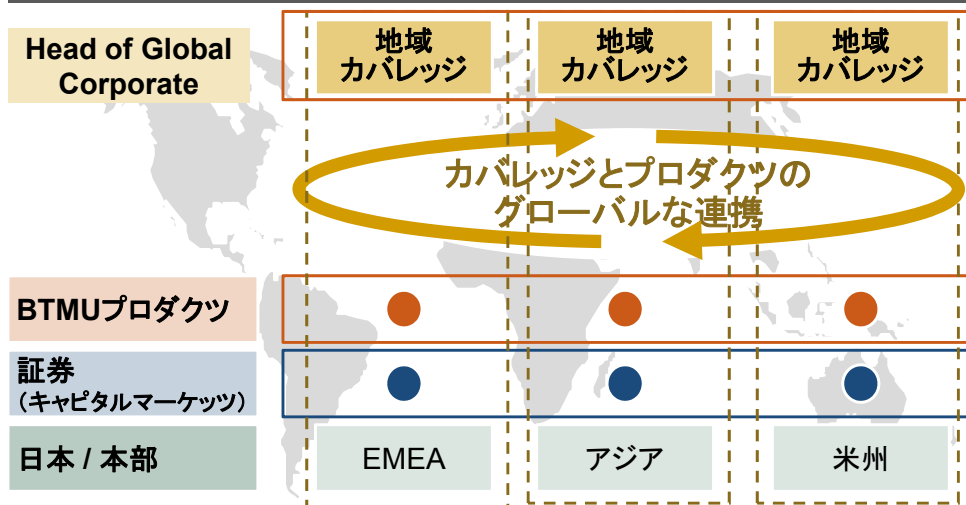 Head of Global
Corporate
地域
カバレッジ
地域
カバレッジ
地域
カバレッジ
カバレッジとプロダクツの
グローバルな連携
BTMUプロダクツ
証券
（キャピタルマーケッツ）
日本 / 本部
EMEA
アジア
米州